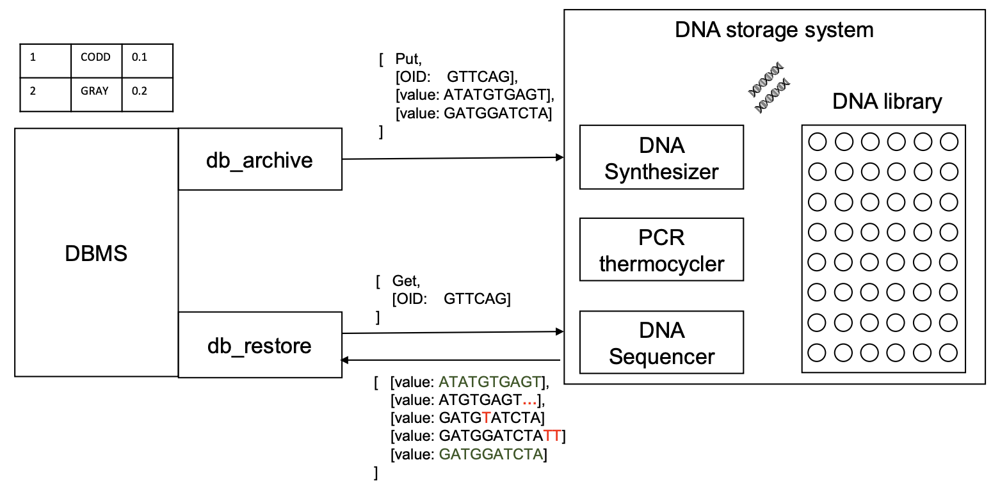 DNA storage system
1 CODD 0.1
2 GRAY 0.2
[ Put,
[OID: GTTCAG],
[value: ATATGTGAGT],
[value: GATGGATCTA]
]
DNA library
db_archive
DNA
Synthesizer
DBMS
PCR
thermocycler
[ Get,
[OID: GTTCAG]
]
db_restore
DNA
Sequencer
[ [value: ATATGTGAGT],
[value: ATGTGAGT...],
[value: GATGTATCTA]
[value: GATGGATCTATT]
[value: GATGGATCTA]
]